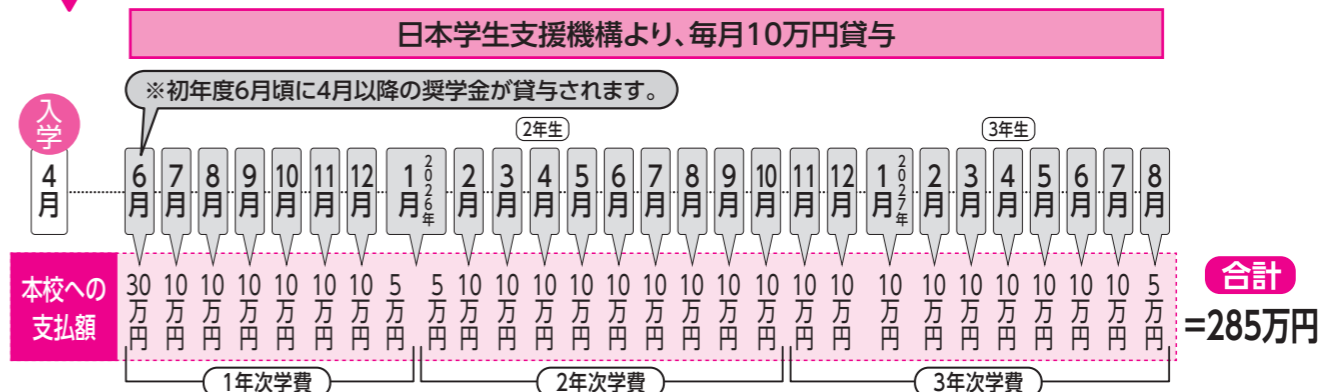 日本学生支援機構より、毎月10万円貸与
※初年度6月頃に4月以降の奨学金が貸与されます。
入学
2年生
3年生
4月 6月 7月 8月 9月 10月 11月 12月 1月 2026年 2月 3月 4月 5月 6月 7月 8月 9月 10月 11月 12月 1月 2027年 2月 3月 4月 5月 6月 7月 8月
本校への支払額
30万円 10万円 10万円 10万円 10万円 10万円 10万円 5万円 5万円 10万円 10万円 10万円 10万円 10万円 10万円 10万円 10万円 10万円 10万円 10万円 10万円 10万円 10万円 10万円 10万円 10万円 10万円 5万円
合計
=285万円
1年次学費 2年次学費 3年次学費